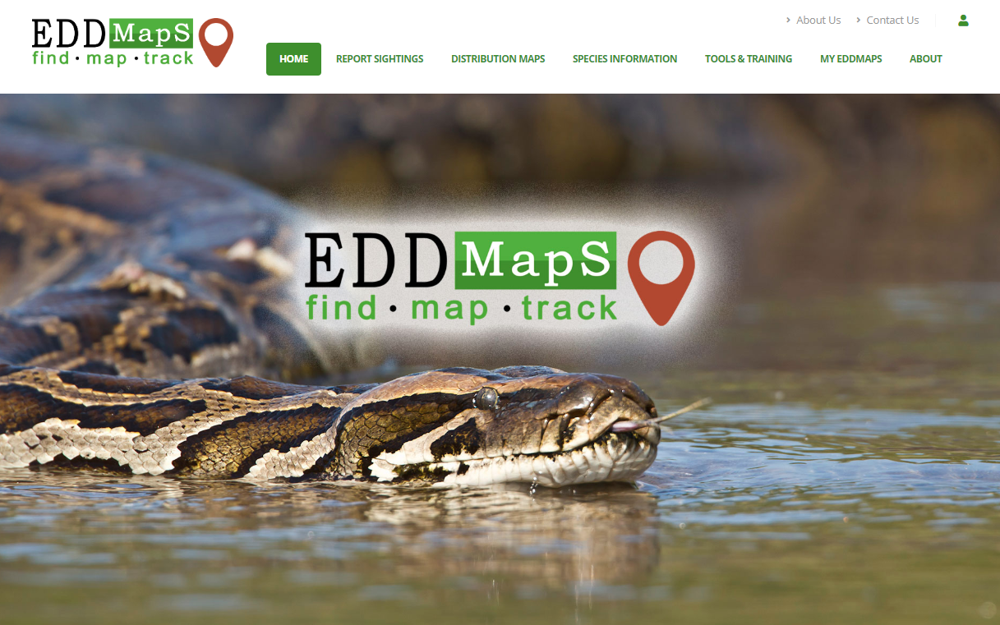 EDDMapS
find · map · track
About Us
Contact Us
HOME
REPORT SIGHTINGS
DISTRIBUTION MAPS
SPECIES INFORMATION
TOOLS & TRAINING
MY EDDMAPS
ABOUT
EDDMapS
find · map · track